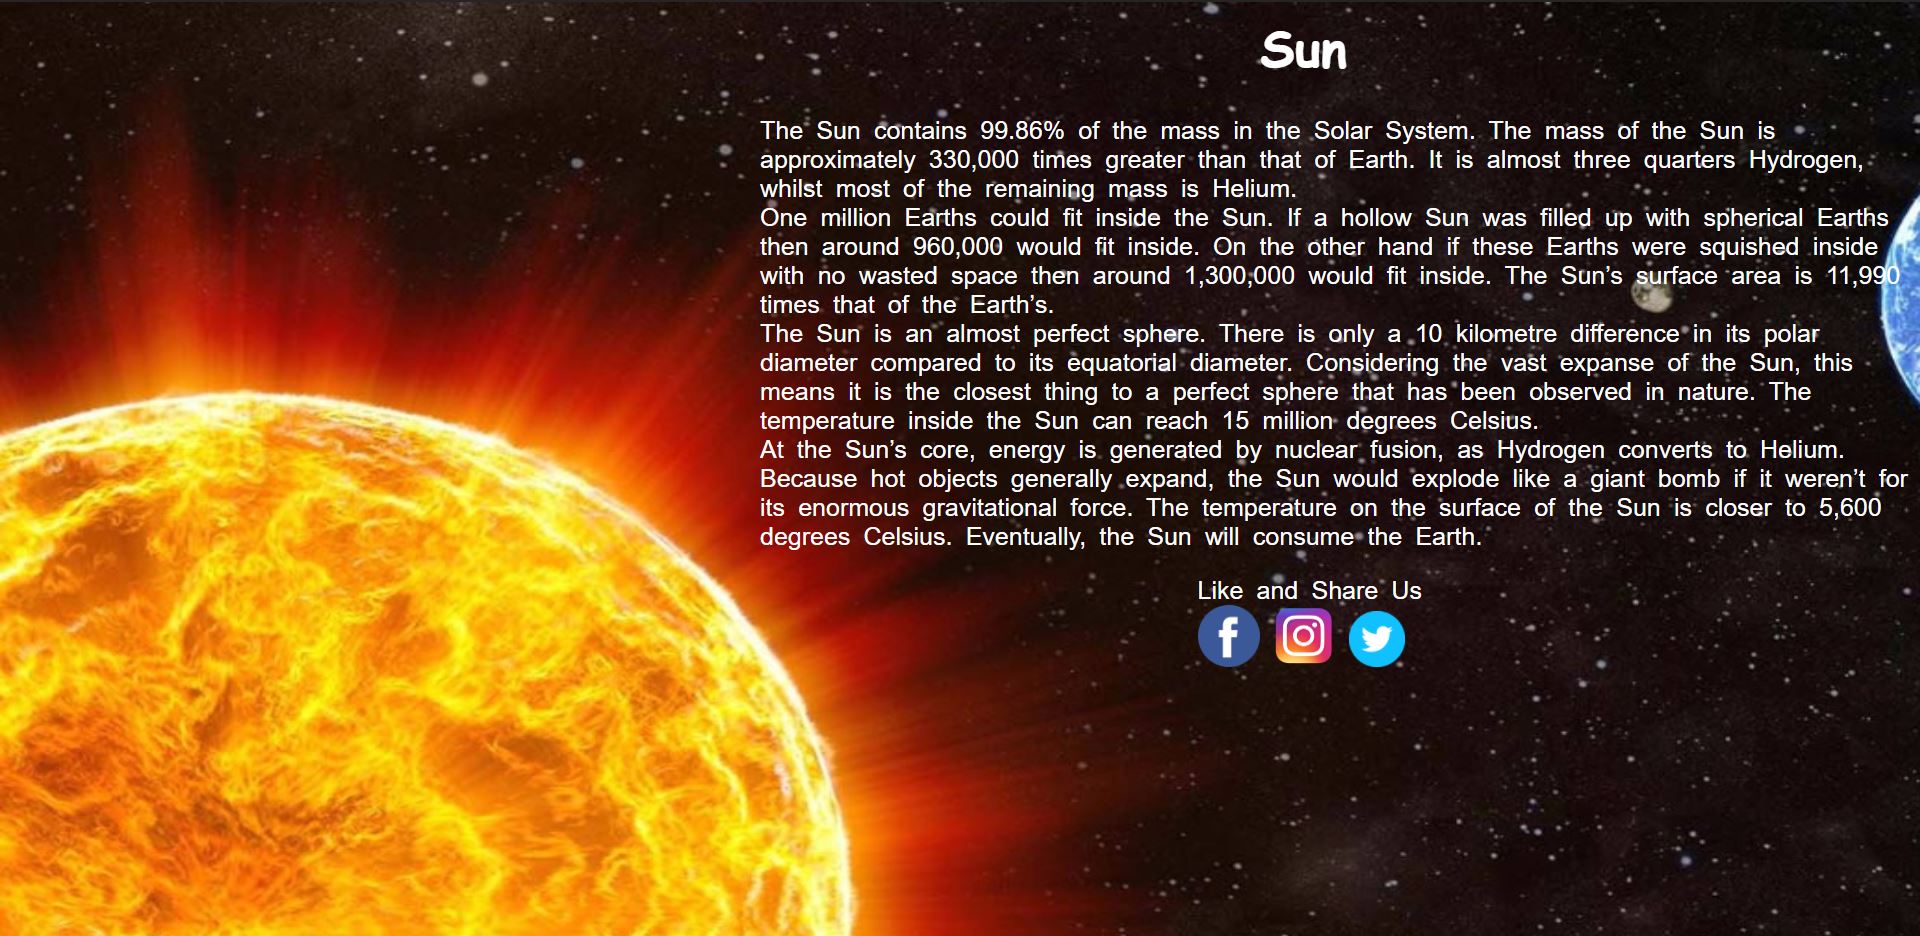 Sun
The Sun contains 99.86% of the mass in the Solar System. The mass of the Sun is
approximately 330,000 times greater than that of Earth. It is almost three quarters Hydrogen,
whilst most of the remaining mass is Helium.
One million Earths could fit inside the Sun. If a hollow Sun was filled up with spherical Earths
then around 960,000 would fit inside. On the other hand if these Earths were squished inside
with no wasted space then around 1,300,000 would fit inside. The Sun’s surface area is 11,990
times that of the Earth’s.
The Sun is an almost perfect sphere. There is only a 10 kilometre difference in its polar
diameter compared to its equatorial diameter. Considering the vast expanse of the Sun, this
means it is the closest thing to a perfect sphere that has been observed in nature. The
temperature inside the Sun can reach 15 million degrees Celsius.
At the Sun’s core, energy is generated by nuclear fusion, as Hydrogen converts to Helium.
Because hot objects generally expand, the Sun would explode like a giant bomb if it weren’t for
its enormous gravitational force. The temperature on the surface of the Sun is closer to 5,600
degrees Celsius. Eventually, the Sun will consume the Earth.
Like and Share Us